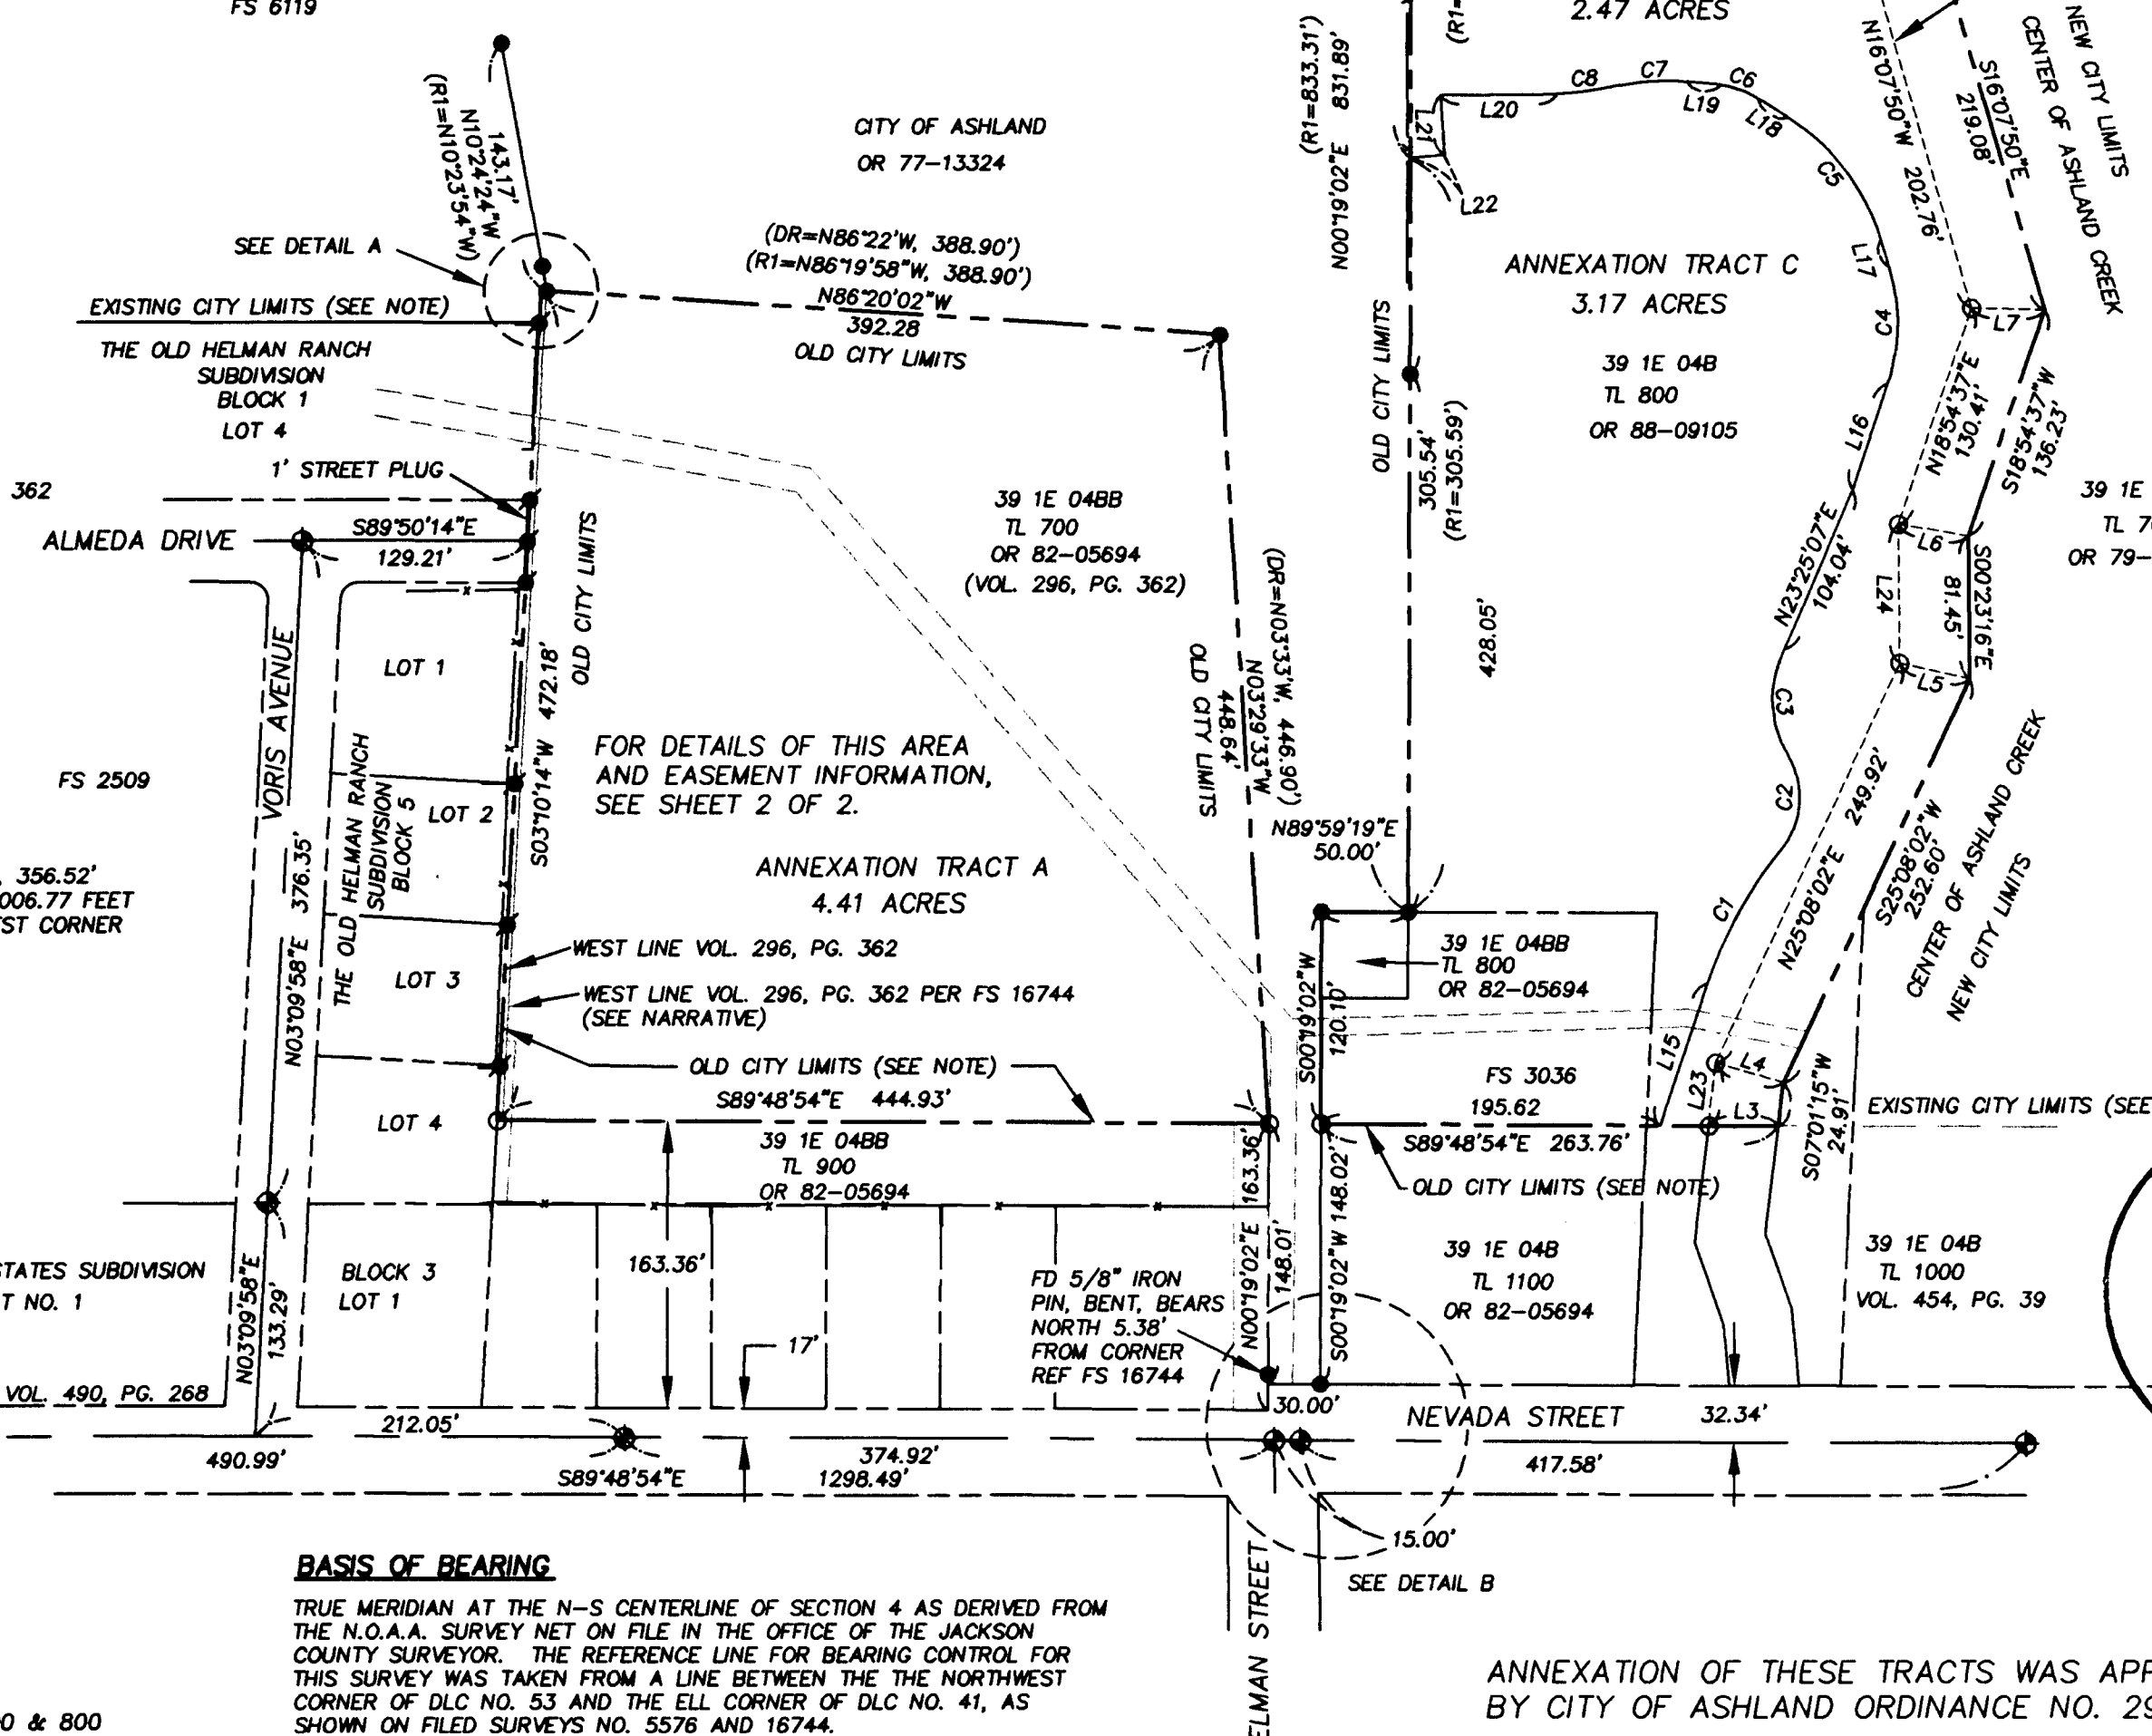 FS 6119
(R1=N10°23'54"W)
N10°24'24"W
143.17'
CITY OF ASHLAND
OR 77-13324
(R1=833.31')
N00°19'02"E 831.89'
2.47 ACRES
N16°07'50"W 202.76'
S16°07'50"E
219.08'
CENTER OF ASHLAND CREEK
NEW CITY LIMITS
C8
C7
C6
L20
L19
L18
L21
L22
C5
L17
C4
L7
SEE DETAIL A
(DR=N86°22'W, 388.90')
(R1=N86°19'58"W, 388.90')
N86°20'02"W
392.28
OLD CITY LIMITS
EXISTING CITY LIMITS (SEE NOTE)
THE OLD HELMAN RANCH
SUBDIVISION
BLOCK 1
LOT 4
ANNEXATION TRACT C
3.17 ACRES
39 1E 04B
TL 800
OR 88-09105
OLD CITY LIMITS
305.54'
(R1=305.59')
L16
N18°54'37"E
130.41'
S18°54'37"W
136.23'
1' STREET PLUG
362
ALMEDA DRIVE
S89°50'14"E
129.21'
39 1E 04BB
TL 700
OR 82-05694
(VOL. 296, PG. 362)
N23°25'07"E
104.04'
L6
L24
S00°23'16"E
81.45'
L5
39 1E
OR 79-
OLD CITY LIMITS
S03°10'14"W 472.18'
LOT 1
VORIS AVENUE
OLD CITY LIMITS
448.64'
N03°29'33"W
(DR=N03°33'W, 446.90')
428.05'
C3
C2
FS 2509
THE OLD HELMAN RANCH
SUBDIVISION
BLOCK 5
LOT 2
FOR DETAILS OF THIS AREA
AND EASEMENT INFORMATION,
SEE SHEET 2 OF 2.
N89°59'19"E
50.00'
249.92'
N25°08'02"E
S25°08'02"W
252.60'
CENTER OF ASHLAND CREEK
NEW CITY LIMITS
356.52'
006.77 FEET
ST CORNER
N03°09'58"E 376.35'
ANNEXATION TRACT A
4.41 ACRES
C1
LOT 3
WEST LINE VOL. 296, PG. 362
WEST LINE VOL. 296, PG. 362 PER FS 16744
(SEE NARRATIVE)
39 1E 04BB
TL 800
OR 82-05694
S00°19'02"W
120.10'
OLD CITY LIMITS (SEE NOTE)
S89°48'54"E 444.93'
FS 3036
195.62
S89°48'54"E 263.76'
L15
L23
L4
L3
S07°01'15"W
24.91'
EXISTING CITY LIMITS (SEE
LOT 4
39 1E 04BB
TL 900
OR 82-05694
OLD CITY LIMITS (SEE NOTE)
163.36'
N00°19'02"E 163.36'
148.01'
S00°19'02"W 148.02'
TATES SUBDIVISION
T NO. 1
N03°09'58"E
133.29'
BLOCK 3
LOT 1
FD 5/8" IRON
PIN, BENT, BEARS
NORTH 5.38'
FROM CORNER
REF FS 16744
39 1E 04B
TL 1100
OR 82-05694
39 1E 04B
TL 1000
VOL. 454, PG. 39
17'
VOL. 490, PG. 268
30.00'
NEVADA STREET
32.34'
212.05'
490.99'
374.92'
S89°48'54"E
1298.49'
417.58'
15.00'
SEE DETAIL B
ELMAN STREET
BASIS OF BEARING
TRUE MERIDIAN AT THE N-S CENTERLINE OF SECTION 4 AS DERIVED FROM
THE N.O.A.A. SURVEY NET ON FILE IN THE OFFICE OF THE JACKSON
COUNTY SURVEYOR. THE REFERENCE LINE FOR BEARING CONTROL FOR
THIS SURVEY WAS TAKEN FROM A LINE BETWEEN THE THE NORTHWEST
CORNER OF DLC NO. 53 AND THE ELL CORNER OF DLC NO. 41, AS
SHOWN ON FILED SURVEYS NO. 5576 AND 16744.
& 800
ANNEXATION OF THESE TRACTS WAS APP
BY CITY OF ASHLAND ORDINANCE NO. 29